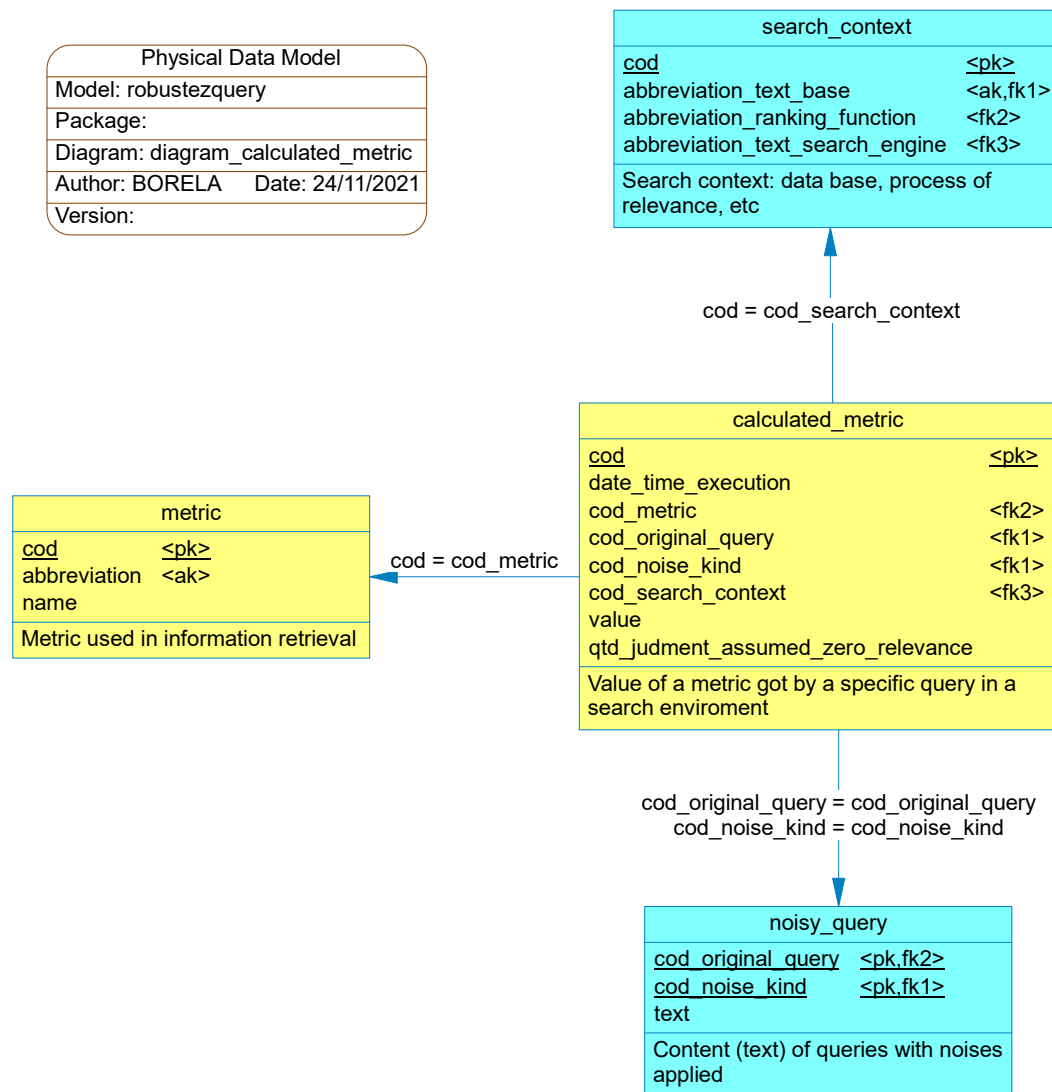 Physical Data Model
Model: robustezquery
Package:
Diagram: diagram_calculated_metric
Author: BORELA Date: 24/11/2021
Version:
search_context
cod <pk>
abbreviation_text_base <ak,fk1>
abbreviation_ranking_function <fk2>
abbreviation_text_search_engine <fk3>
Search context: data base, process of
relevance, etc
cod = cod_search_context
calculated_metric
cod <pk>
date_time_execution
cod_metric <fk2>
cod_original_query <fk1>
cod_noise_kind <fk1>
cod_search_context <fk3>
value
qtd_judgment_assumed_zero_relevance
Value of a metric got by a specific query in a
search enviroment
metric
cod <pk>
abbreviation <ak>
name
Metric used in information retrieval
cod = cod_metric
cod_original_query = cod_original_query
cod_noise_kind = cod_noise_kind
noisy_query
cod_original_query <pk,fk2>
cod_noise_kind <pk,fk1>
text
Content (text) of queries with noises
applied